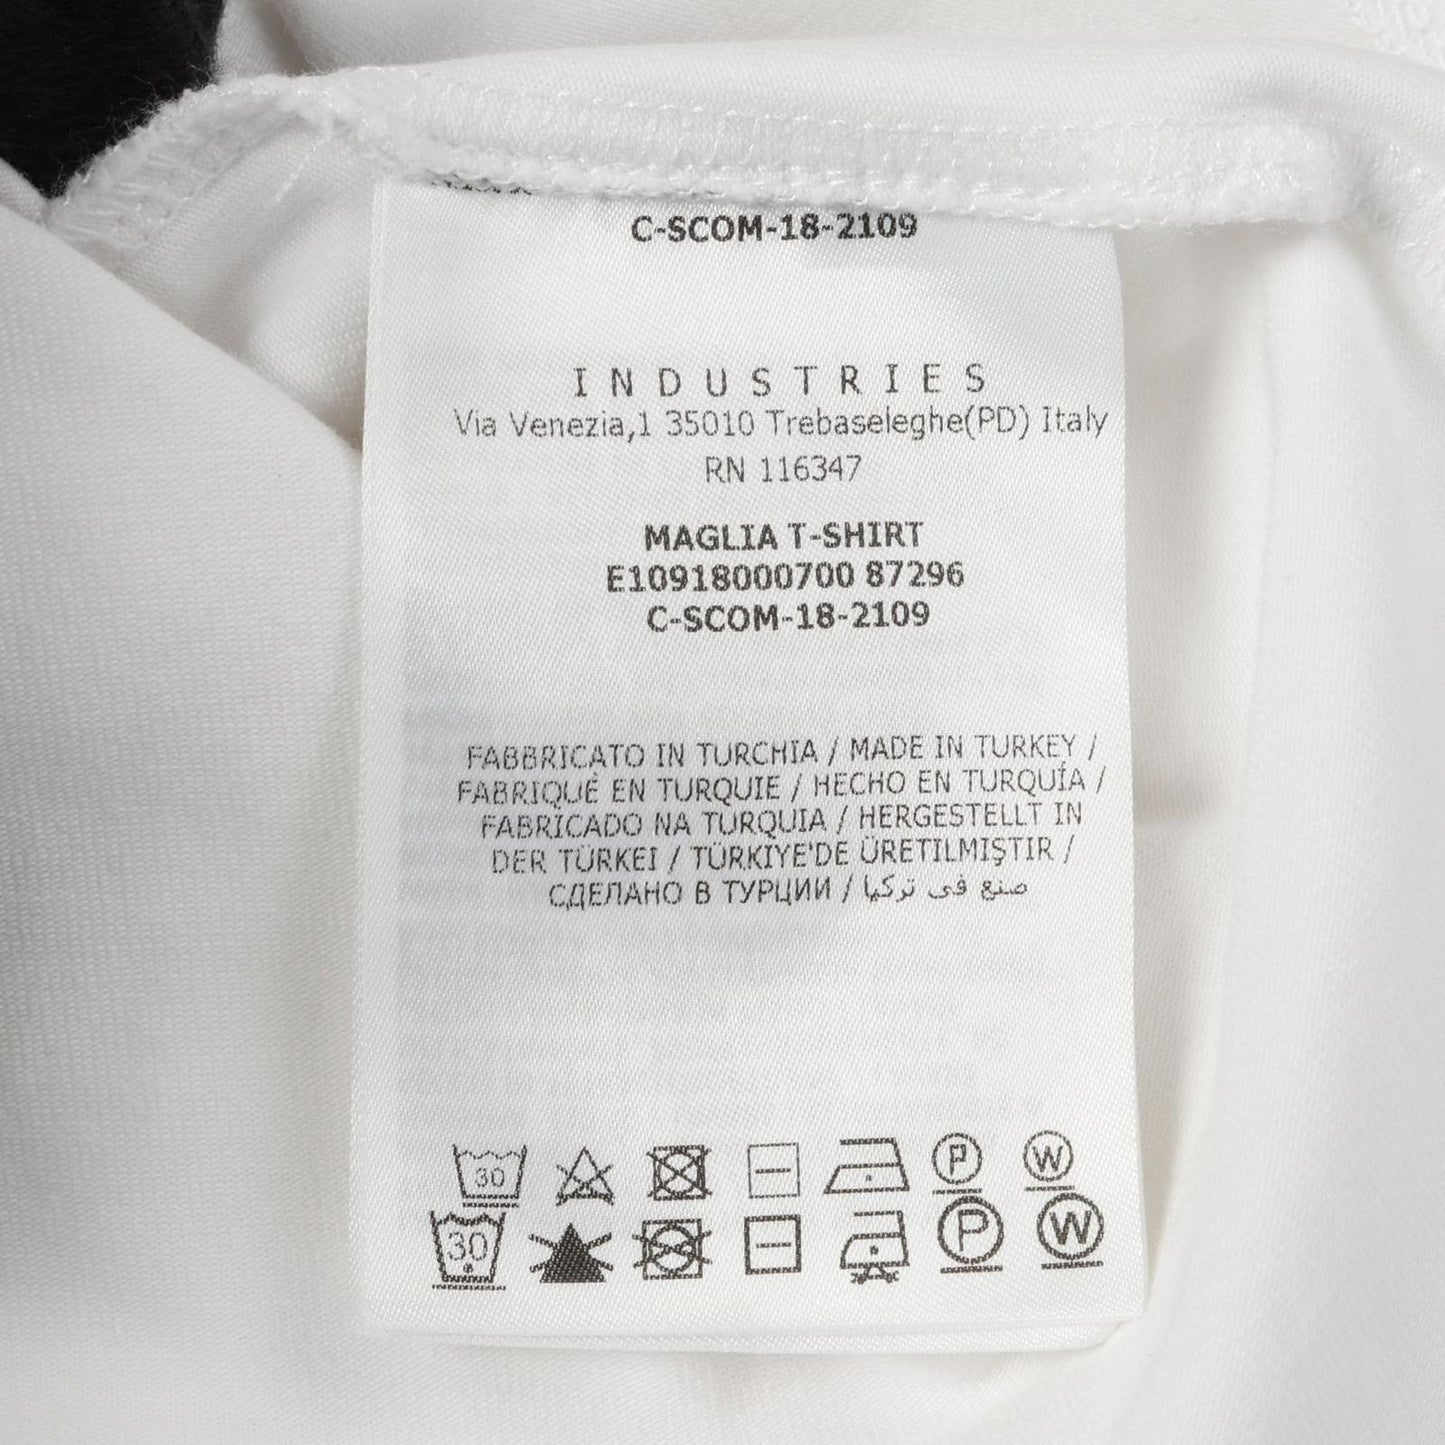 C-SCOM-18-2109
INDUSTRIES
Via Venezia,1 35010 Trebaseleghe(PD) Italy
RN 116347
MAGLIA T-SHIRT
E10918000700 87296
C-SCOM-18-2109
FABBRICATO IN TURCHIA / MADE IN TURKEY /
FABRIQUÉ EN TURQUIE / HECHO EN TURQUÍA /
FABRICADO NA TURQUIA / HERGESTELLT IN
DER TÜRKEI / TÜRKIYE'DE ÜRETILMIŞTIR /
СДЕЛАНО В ТУРЦИИ / صنع فى تركيا
30 P W
30 P W